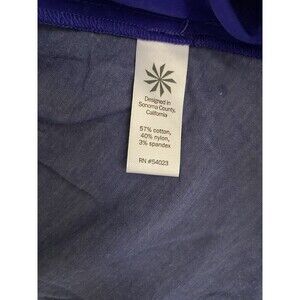 Designed in
Sonoma County,
California
57% cotton,
40% nylon,
3% spandex
RN #54023